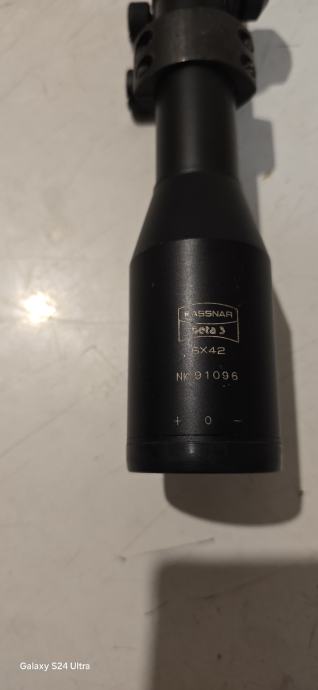 KASSNAR
Beta 3
6X42
NK 91096
+ 0 −
Galaxy S24 Ultra